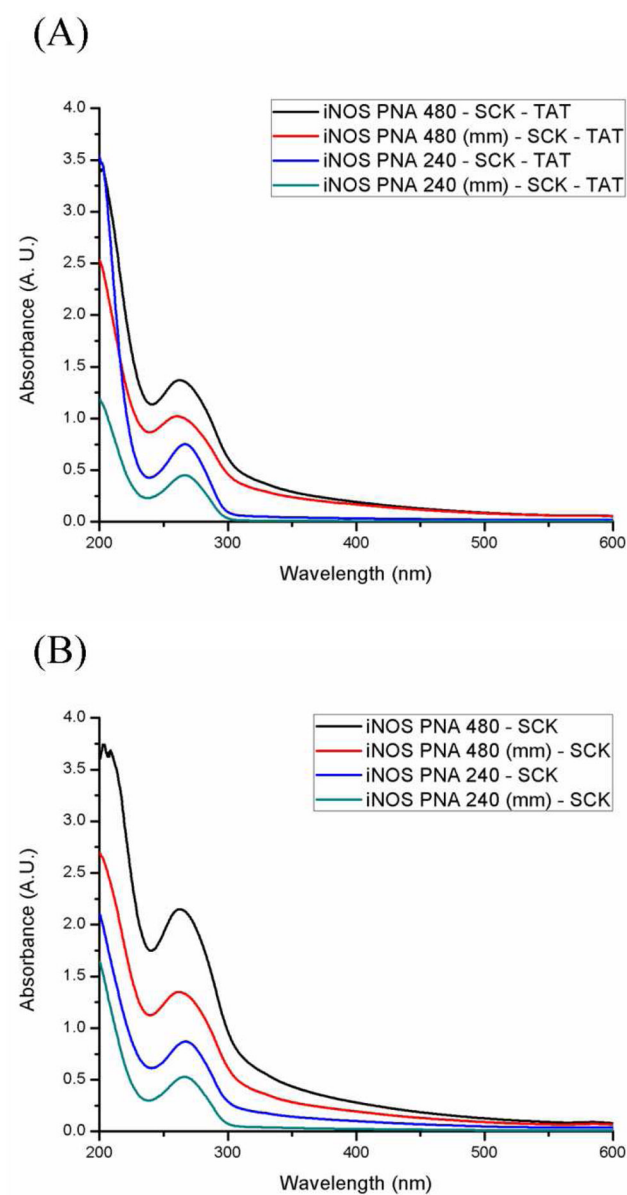 (A)
4.0
3.5
3.0
2.5
2.0
1.5
1.0
0.5
0.0
Absorbance (A. U.)
iNOS PNA 480 - SCK - TAT
iNOS PNA 480 (mm) - SCK - TAT
iNOS PNA 240 - SCK - TAT
iNOS PNA 240 (mm) - SCK - TAT
200 300 400 500 600
Wavelength (nm)
(B)
4.0
3.5
3.0
2.5
2.0
1.5
1.0
0.5
0.0
Absorbance (A.U.)
iNOS PNA 480 - SCK
iNOS PNA 480 (mm) - SCK
iNOS PNA 240 - SCK
iNOS PNA 240 (mm) - SCK
200 300 400 500 600
Wavelength (nm)